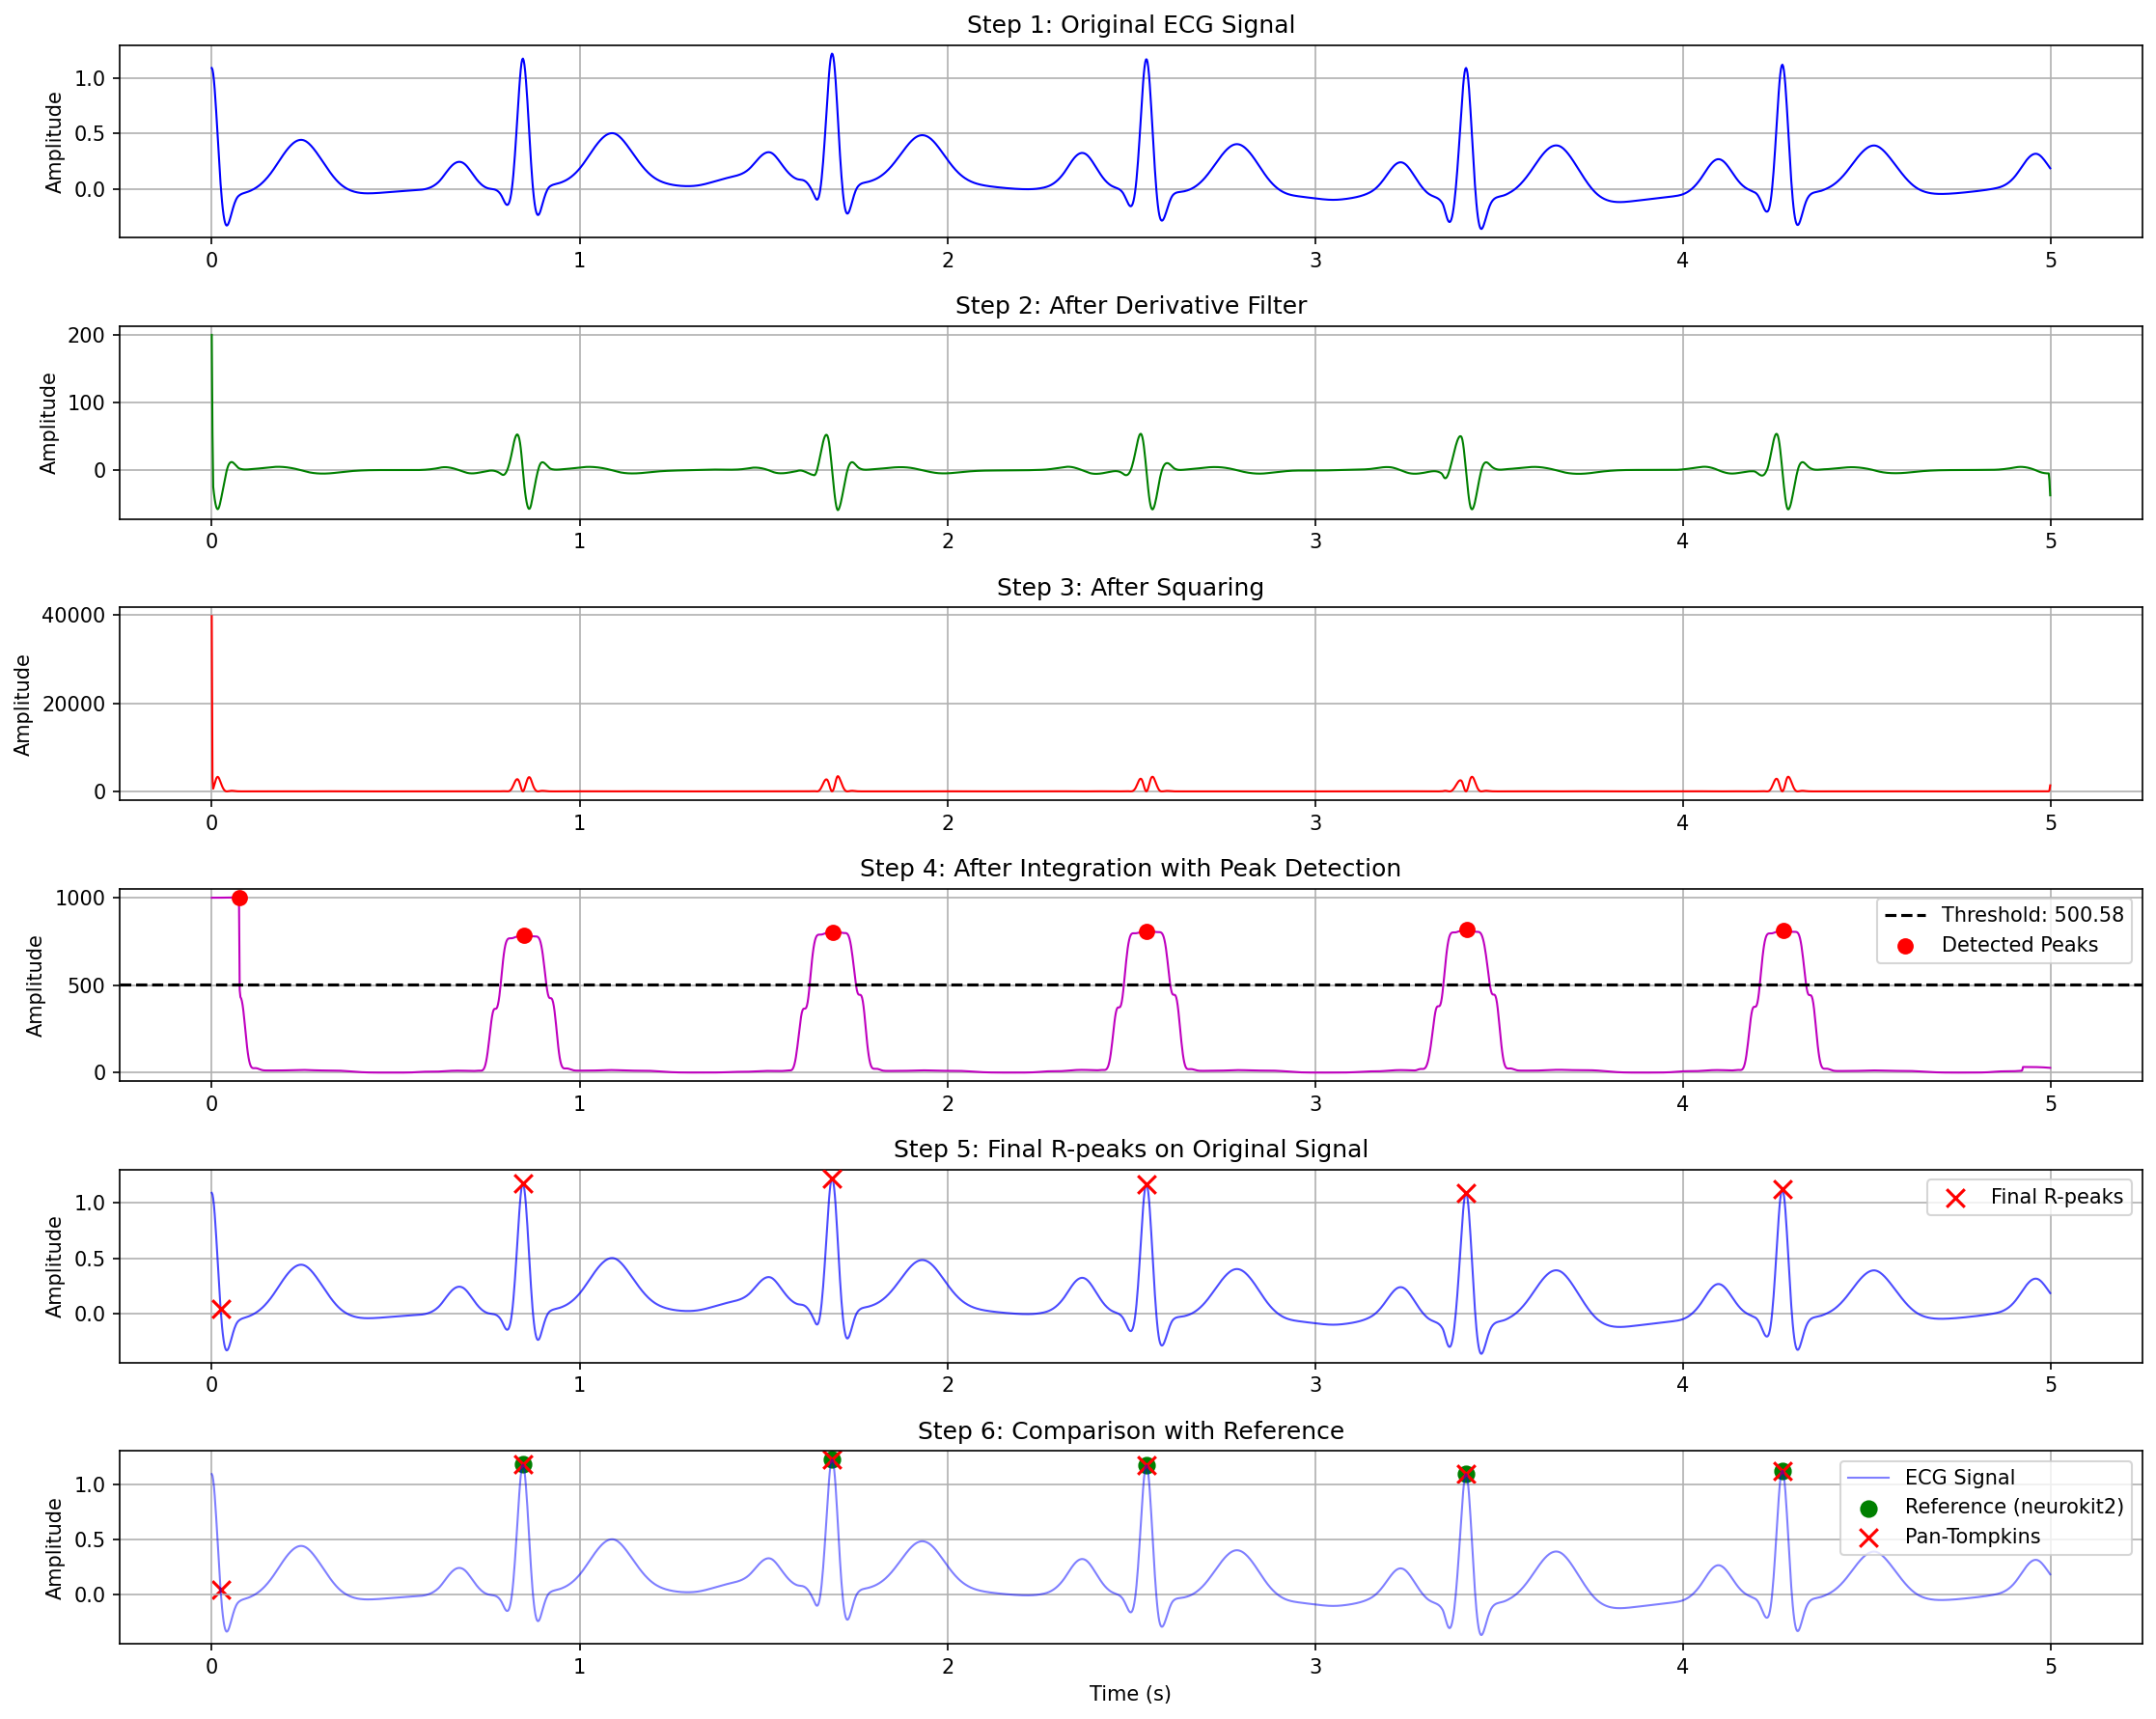 Step 1: Original ECG Signal
Amplitude
1.0
0.5
0.0
0 1 2 3 4 5
Step 2: After Derivative Filter
Amplitude
200
100
0
0 1 2 3 4 5
Step 3: After Squaring
Amplitude
40000
20000
0
0 1 2 3 4 5
Step 4: After Integration with Peak Detection
Amplitude
1000
500
0
Threshold: 500.58
Detected Peaks
0 1 2 3 4 5
Step 5: Final R-peaks on Original Signal
Amplitude
1.0
0.5
0.0
Final R-peaks
0 1 2 3 4 5
Step 6: Comparison with Reference
Amplitude
1.0
0.5
0.0
ECG Signal
Reference (neurokit2)
Pan-Tompkins
0 1 2 3 4 5
Time (s)